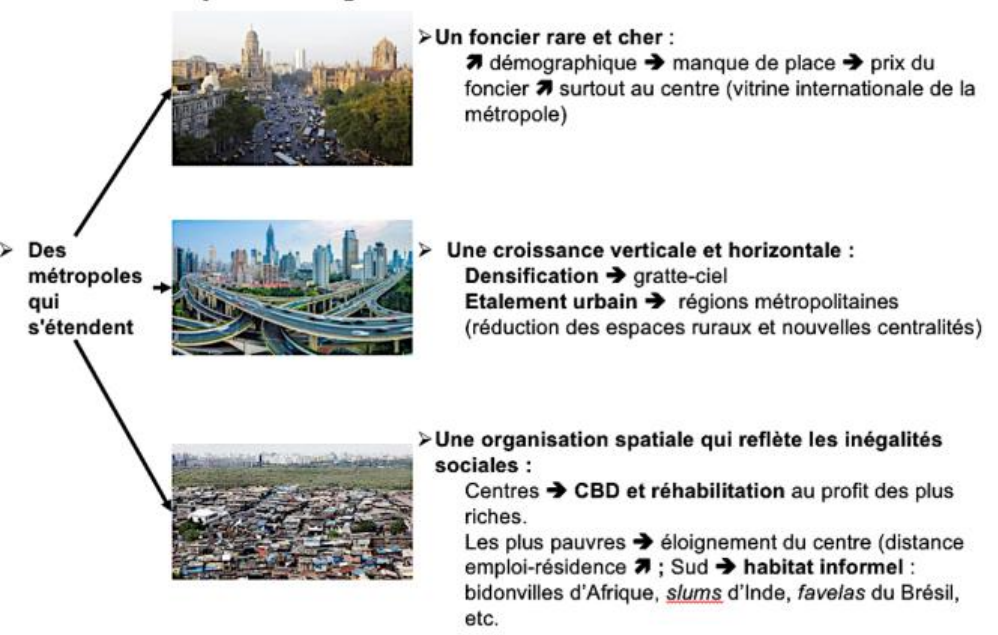 ➢ Un foncier rare et cher :
↗ démographique ➔ manque de place ➔ prix du
foncier ↗ surtout au centre (vitrine internationale de la
métropole)
➢ Des
métropoles
qui
s'étendent
➢ Une croissance verticale et horizontale :
Densification ➔ gratte-ciel
Etalement urbain ➔ régions métropolitaines
(réduction des espaces ruraux et nouvelles centralités)
➢ Une organisation spatiale qui reflète les inégalités
sociales :
Centres ➔ CBD et réhabilitation au profit des plus
riches.
Les plus pauvres ➔ éloignement du centre (distance
emploi-résidence ↗ ; Sud ➔ habitat informel :
bidonvilles d'Afrique, slums d'Inde, favelas du Brésil,
etc.